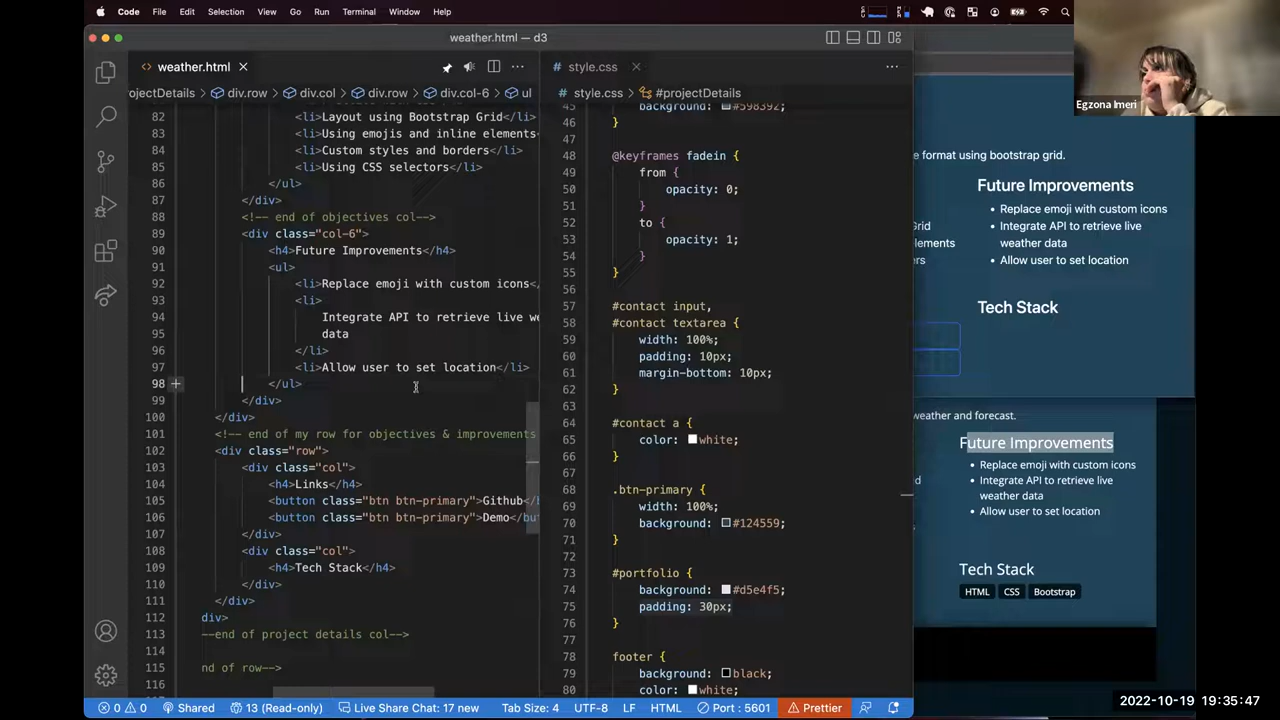 Code File Edit Selection View Go Run Terminal Window Help
weather.html — d3
Egzona Imeri
weather.html
style.css
rojectDetails > div.row > div.col > div.row > div.col-6 > ul
style.css > #projectDetails
82 <li>Layout using Bootstrap Grid</li>
83 <li>Using emojis and inline elements<
84 <li>Custom styles and borders</li>
85 <li>Using CSS selectors</li>
86 </ul>
87 </div>
88 <!-- end of objectives col-->
89 <div class="col-6">
90 <h4>Future Improvements</h4>
91 <ul>
92 <li>Replace emoji with custom icons<
93 <li>
94 Integrate API to retrieve live we
95 data
96 </li>
97 <li>Allow user to set location</li>
98 </ul>
99 </div>
100 </div>
101 <!-- end of my row for objectives & improvements
102 <div class="row">
103 <div class="col">
104 <h4>Links</h4>
105 <button class="btn btn-primary">Github</b
106 <button class="btn btn-primary">Demo</but
107 </div>
108 <div class="col">
109 <h4>Tech Stack</h4>
110 </div>
111 </div>
112 div>
113 --end of project details col-->
114
115 nd of row-->
116
45 background: #598392;
46 }
47
48 @keyframes fadein {
49 from {
50 opacity: 0;
51 }
52 to {
53 opacity: 1;
54 }
55 }
56
57 #contact input,
58 #contact textarea {
59 width: 100%;
60 padding: 10px;
61 margin-bottom: 10px;
62 }
63
64 #contact a {
65 color: white;
66 }
67
68 .btn-primary {
69 width: 100%;
70 background: #124559;
71 }
72
73 #portfolio {
74 background: #d5e4f5;
75 padding: 30px;
76 }
77
78 footer {
79 background: black;
80 color: white;
e format using bootstrap grid.
Future Improvements
• Replace emoji with custom icons
• Integrate API to retrieve live
weather data
• Allow user to set location
Grid
ements
ers
Tech Stack
weather and forecast.
Future Improvements
• Replace emoji with custom icons
• Integrate API to retrieve live
weather data
• Allow user to set location
Tech Stack
HTML CSS Bootstrap
0 0 Shared 13 (Read-only) Live Share Chat: 17 new Tab Size: 4 UTF-8 LF HTML Port : 5601 Prettier
2022-10-19 19:35:47